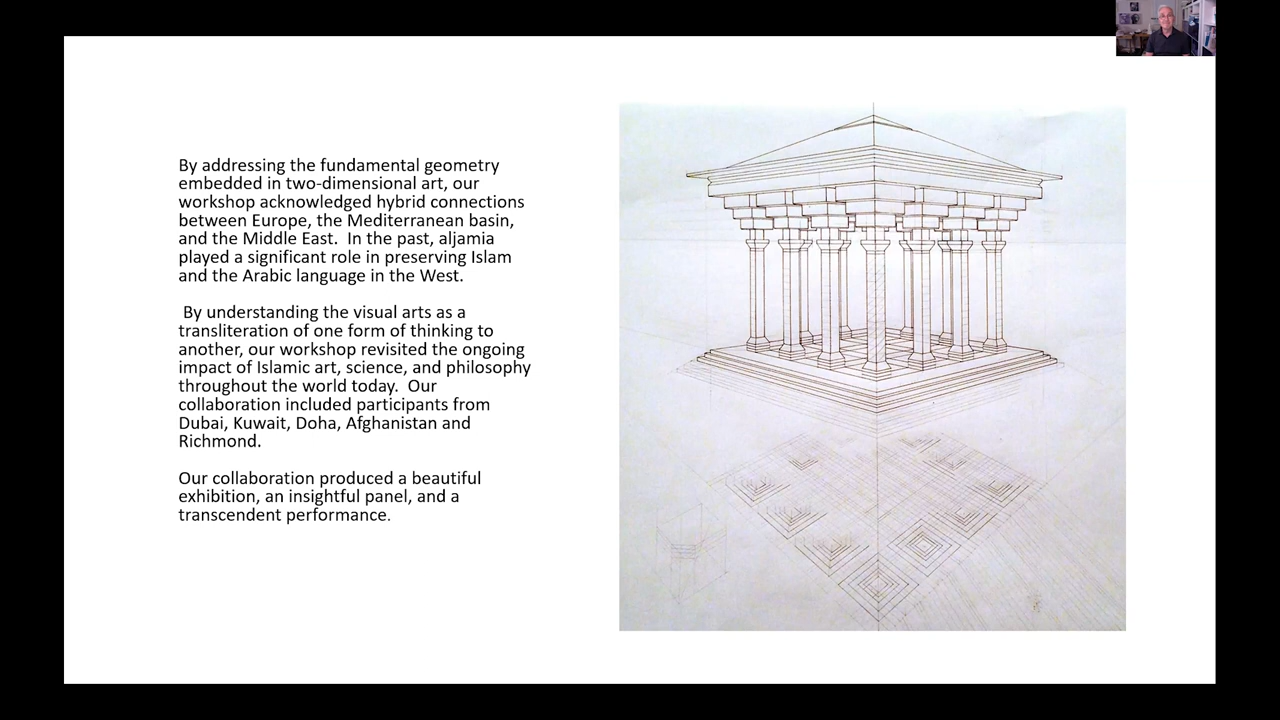 By addressing the fundamental geometry
embedded in two-dimensional art, our
workshop acknowledged hybrid connections
between Europe, the Mediterranean basin,
and the Middle East.  In the past, aljamia
played a significant role in preserving Islam
and the Arabic language in the West.
By understanding the visual arts as a
transliteration of one form of thinking to
another, our workshop revisited the ongoing
impact of Islamic art, science, and philosophy
throughout the world today.  Our
collaboration included participants from
Dubai, Kuwait, Doha, Afghanistan and
Richmond.
Our collaboration produced a beautiful
exhibition, an insightful panel, and a
transcendent performance.